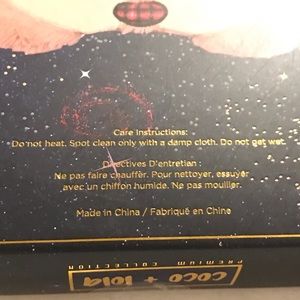 Care Instructions:
Do not heat. Spot clean only with a damp cloth. Do not get wet.
Directives D'entretien :
Ne pas faire chauffer. Pour nettoyer, essuyer
avec un chiffon humide. Ne pas mouiller.
Made in China / Fabriqué en Chine
coco + lola
PREMIUM COLLECTION